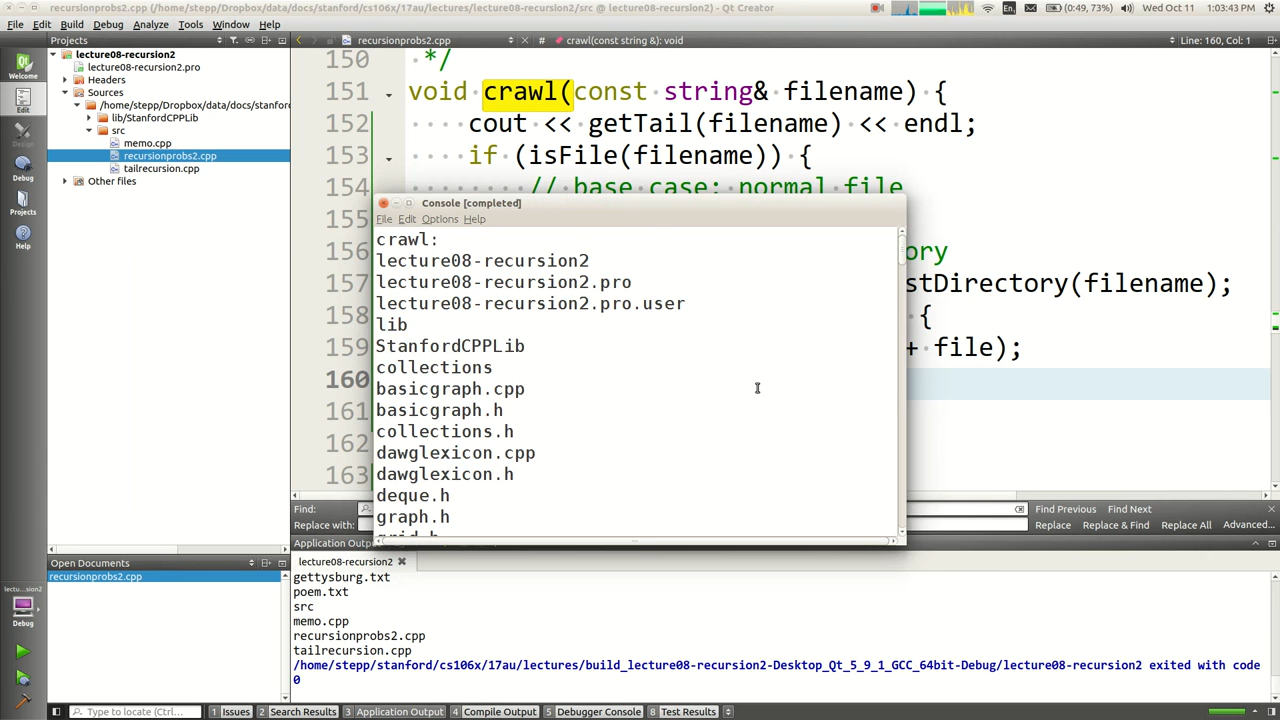 recursionprobs2.cpp (/home/stepp/Dropbox/data/docs/stanford/cs106x/17au/lectures/lecture08-recursion2/src @ lecture08-recursion2) - Qt Creator
En
(0:49, 73%)
Wed Oct 11
1:03:43 PM
File Edit Build Debug Analyze Tools Window Help
Projects
recursionprobs2.cpp
#
crawl(const string &): void
Line: 160, Col: 1
Welcome
Edit
Design
Debug
Projects
Help
lecture08-recursion2
lecture08-recursion2.pro
Headers
Sources
/home/stepp/Dropbox/data/docs/stanford
lib/StanfordCPPLib
src
memo.cpp
recursionprobs2.cpp
tailrecursion.cpp
Other files
150 */
151 void crawl(const string& filename) {
152 cout << getTail(filename) << endl;
153 if (isFile(filename)) {
154 // base case: normal file
155
156 ory
157 stDirectory(filename);
158 {
159 + file);
160
161
162
163
Console [completed]
File Edit Options Help
crawl:
lecture08-recursion2
lecture08-recursion2.pro
lecture08-recursion2.pro.user
lib
StanfordCPPLib
collections
basicgraph.cpp
basicgraph.h
collections.h
dawglexicon.cpp
dawglexicon.h
deque.h
graph.h
grid.h
Find:
Find Previous Find Next
Replace with:
Replace Replace & Find Replace All Advanced...
Open Documents
recursionprobs2.cpp
Application Output
lecture08-recursion2
gettysburg.txt
poem.txt
src
memo.cpp
recursionprobs2.cpp
tailrecursion.cpp
/home/stepp/stanford/cs106x/17au/lectures/build_lecture08-recursion2-Desktop_Qt_5_9_1_GCC_64bit-Debug/lecture08-recursion2 exited with code
0
lectu...sion2
Debug
Type to locate (Ctrl+...
1 Issues 2 Search Results 3 Application Output 4 Compile Output 5 Debugger Console 8 Test Results